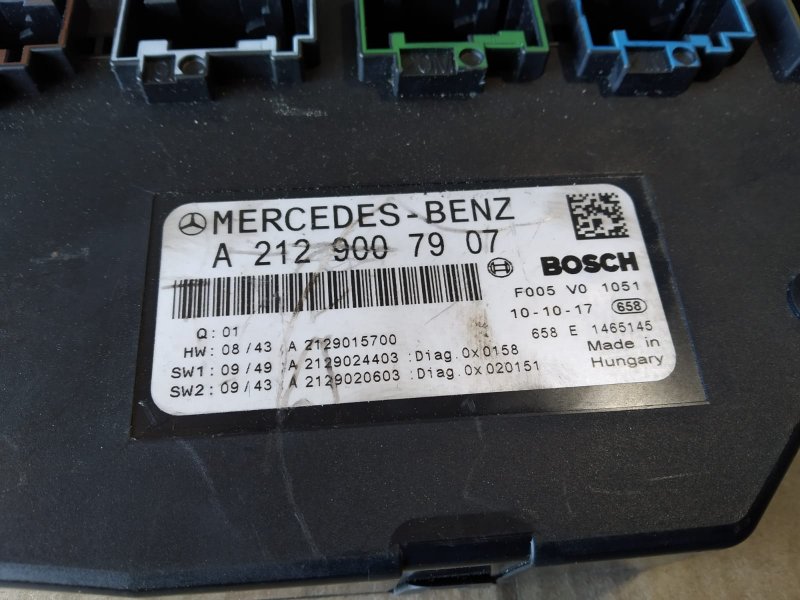 MERCEDES-BENZ
A 212 900 79 07
BOSCH
F005 V0 1051
10-10-17 658
658 E 1465145
Made in
Hungary
Q: 01
HW: 08/43 :A 2129015700
SW1: 09/49 :A 2129024403 :Diag.0x0158
SW2: 09/43 :A 2129020603 :Diag.0x020151